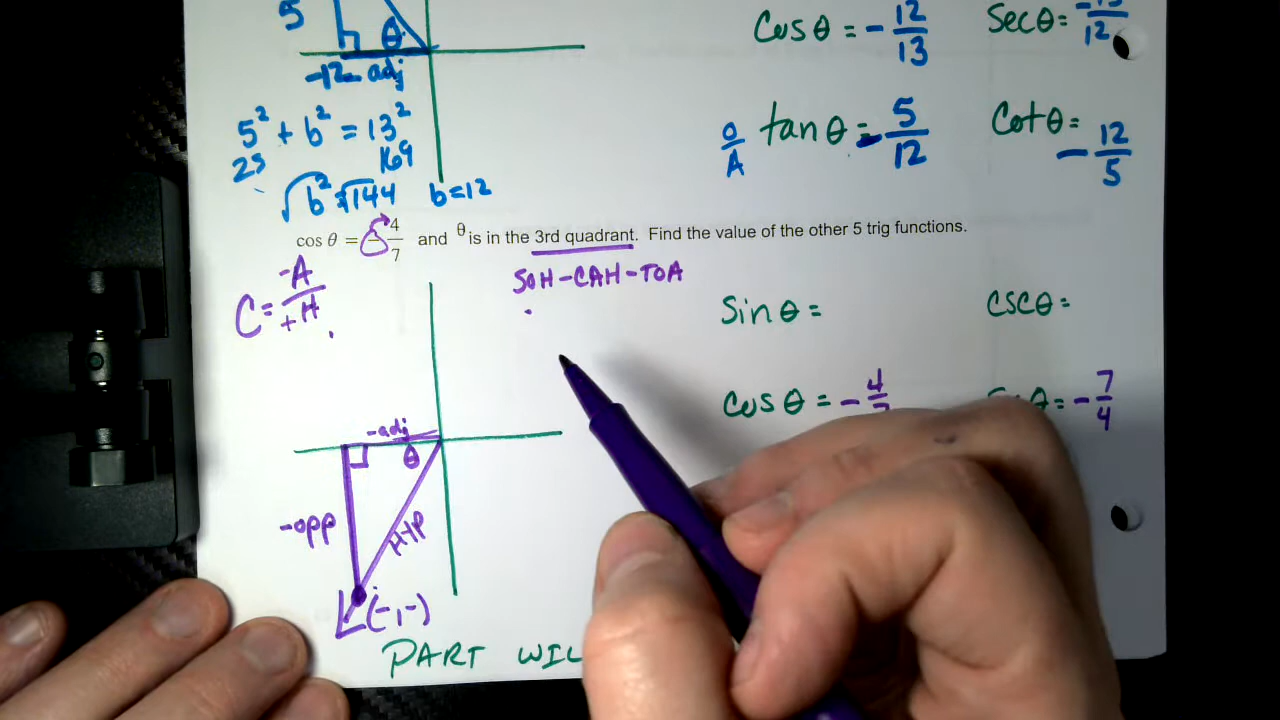 5
θ
-12 adj
5² + b² = 13²
25
169
√b² = √144 b=12
cos θ = - 12/13
sec θ =
12
O/A tan θ = - 5/12
cot θ = - 12/5
cos θ = - 4/7 and θ is in the 3rd quadrant. Find the value of the other 5 trig functions.
SOH-CAH-TOA
C = -A/+H
sin θ =
csc θ =
cos θ = - 4/7
θ = - 7/4
-adj
θ
-opp
HYP
(-,-)
PART